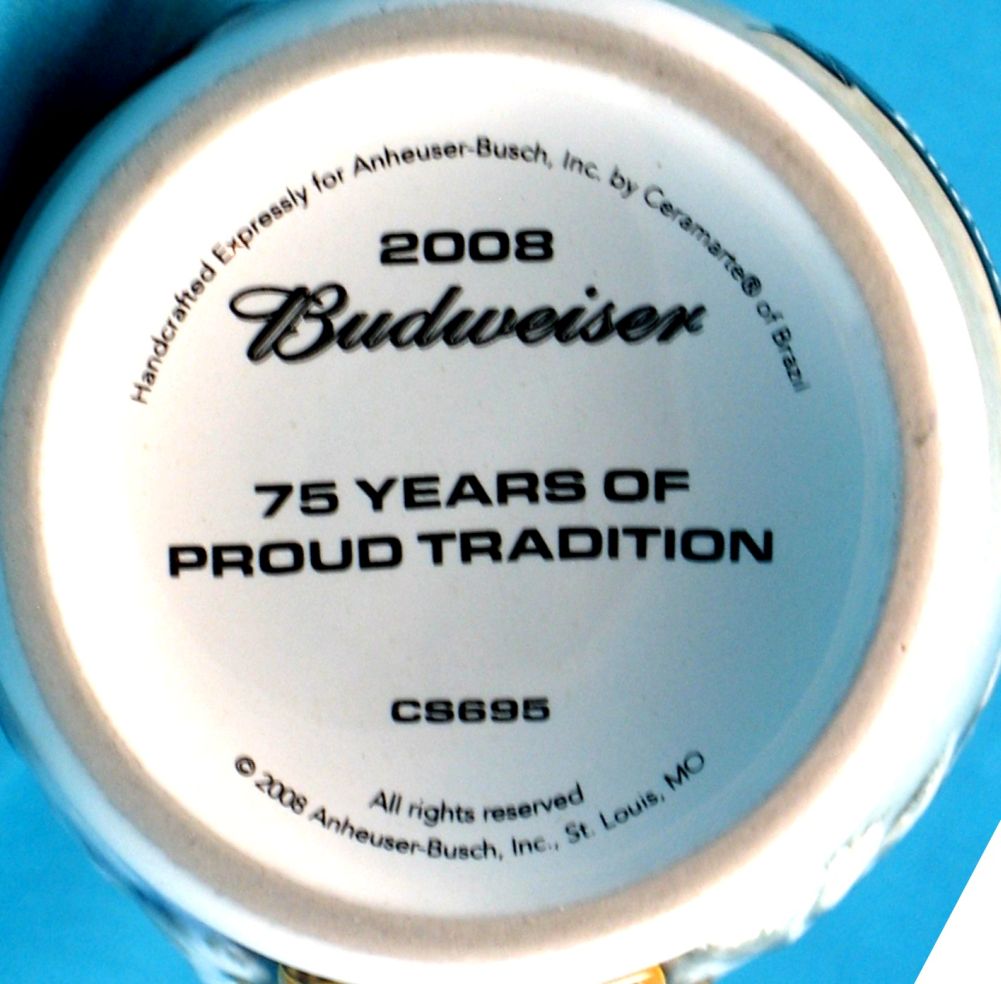 Handcrafted Expressly for Anheuser-Busch, Inc. by Ceramarte® of Brazil
2008
Budweiser
75 YEARS OF
PROUD TRADITION
CS695
All rights reserved
© 2008 Anheuser-Busch, Inc., St. Louis, MO